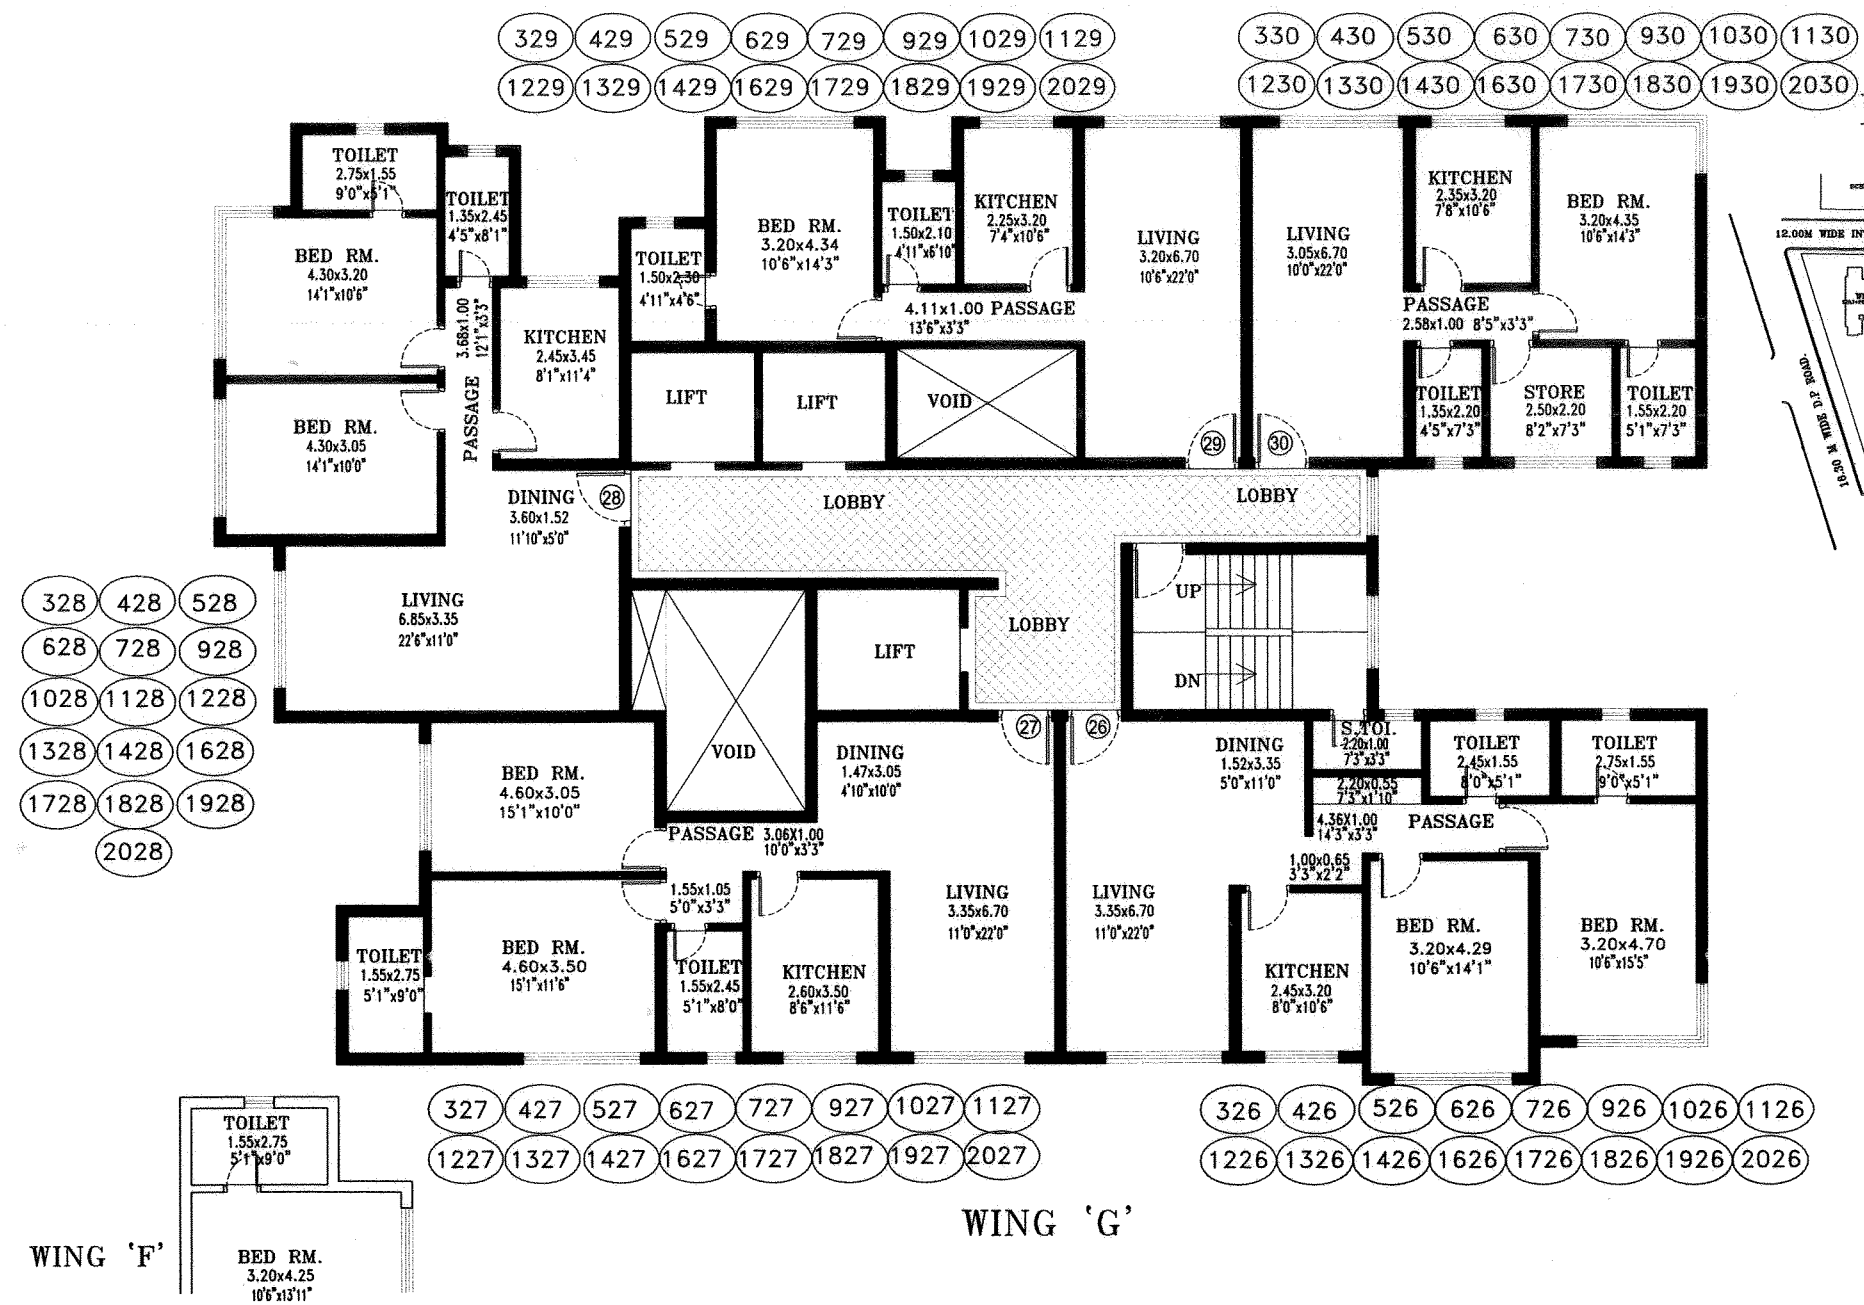 329 429 529 629 729 929 1029 1129
1229 1329 1429 1629 1729 1829 1929 2029
330 430 530 630 730 930 1030 1130
1230 1330 1430 1630 1730 1830 1930 2030
TOILET
2.75x1.55
9'0"x5'1"
TOILET
1.35x2.45
4'5"x8'1"
BED RM.
4.30x3.20
14'1"x10'6"
3.68x1.00
12'1"x3'3"
PASSAGE
KITCHEN
2.45x3.45
8'1"x11'4"
BED RM.
4.30x3.05
14'1"x10'0"
DINING
3.60x1.52
11'10"x5'0"
28
LIVING
6.85x3.35
22'6"x11'0"
TOILET
1.50x2.30
4'11"x4'6"
BED RM.
3.20x4.34
10'6"x14'3"
TOILET
1.50x2.10
4'11"x6'10"
KITCHEN
2.25x3.20
7'4"x10'6"
4.11x1.00 PASSAGE
13'6"x3'3"
LIVING
3.20x6.70
10'6"x22'0"
LIFT
LIFT
VOID
29
30
LIVING
3.05x6.70
10'0"x22'0"
KITCHEN
2.35x3.20
7'8"x10'6"
BED RM.
3.20x4.35
10'6"x14'3"
PASSAGE
2.58x1.00 8'5"x3'3"
TOILET
1.35x2.20
4'5"x7'3"
STORE
2.50x2.20
8'2"x7'3"
TOILET
1.55x2.20
5'1"x7'3"
12.00M WIDE IN
18.30 M WIDE D.P ROAD.
LOBBY
LOBBY
LOBBY
UP
DN
LIFT
VOID
328 428 528
628 728 928
1028 1128 1228
1328 1428 1628
1728 1828 1928
2028
27
26
BED RM.
4.60x3.05
15'1"x10'0"
DINING
1.47x3.05
4'10"x10'0"
PASSAGE 3.06X1.00
10'0"x3'3"
1.55x1.05
5'0"x3'3"
TOILET
1.55x2.75
5'1"x9'0"
BED RM.
4.60x3.50
15'1"x11'6"
TOILET
1.55x2.45
5'1"x8'0"
KITCHEN
2.60x3.50
8'6"x11'6"
LIVING
3.35x6.70
11'0"x22'0"
LIVING
3.35x6.70
11'0"x22'0"
DINING
1.52x3.35
5'0"x11'0"
S.TOI.
2.20x1.00
7'3"x3'3"
2.20x0.55
7'3"x1'10"
TOILET
2.45x1.55
8'0"x5'1"
TOILET
2.75x1.55
9'0"x5'1"
4.36X1.00
14'3"x3'3"
PASSAGE
1.00x0.65
3'3"x2'2"
KITCHEN
2.45x3.20
8'0"x10'6"
BED RM.
3.20x4.29
10'6"x14'1"
BED RM.
3.20x4.70
10'6"x15'5"
327 427 527 627 727 927 1027 1127
1227 1327 1427 1627 1727 1827 1927 2027
326 426 526 626 726 926 1026 1126
1226 1326 1426 1626 1726 1826 1926 2026
WING 'G'
TOILET
1.55x2.75
5'1"x9'0"
WING 'F'
BED RM.
3.20x4.25
10'6"x13'11"